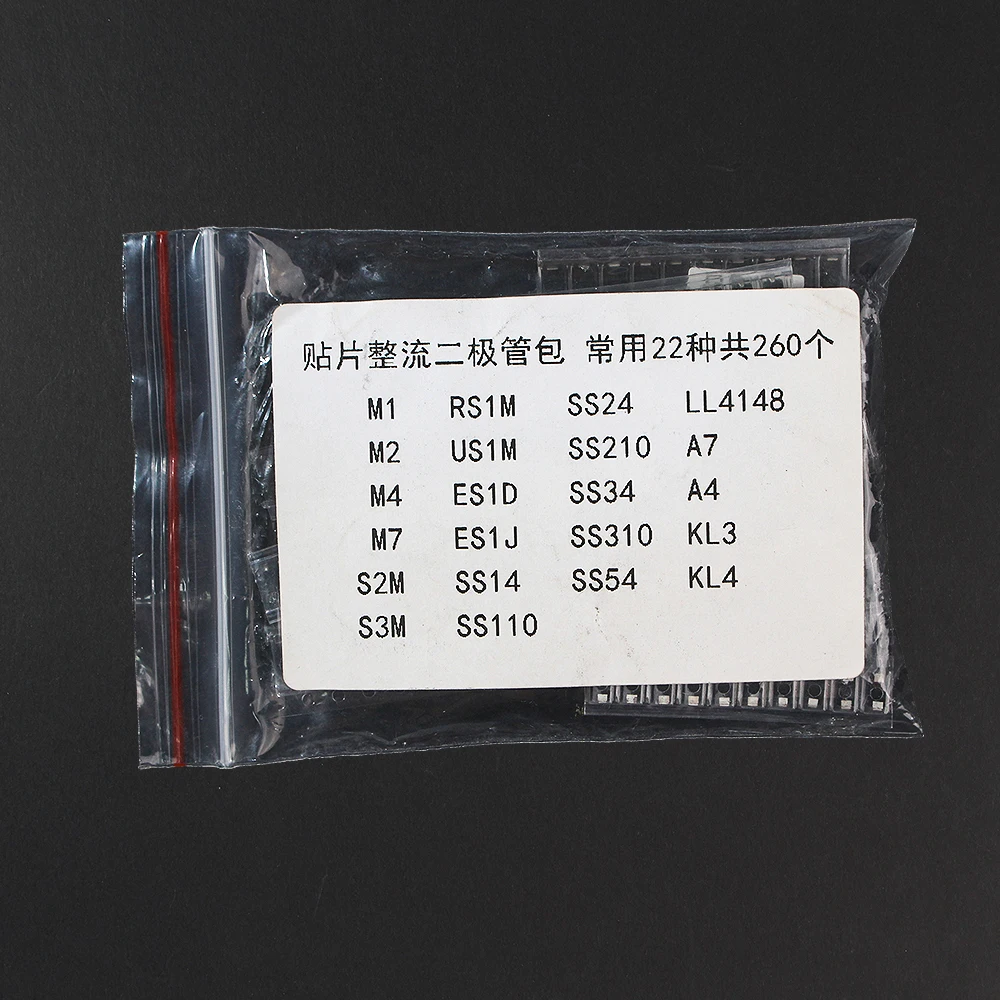 贴片整流二极管包 常用22种共260个
M1 RS1M SS24 LL4148
M2 US1M SS210 A7
M4 ES1D SS34 A4
M7 ES1J SS310 KL3
S2M SS14 SS54 KL4
S3M SS110